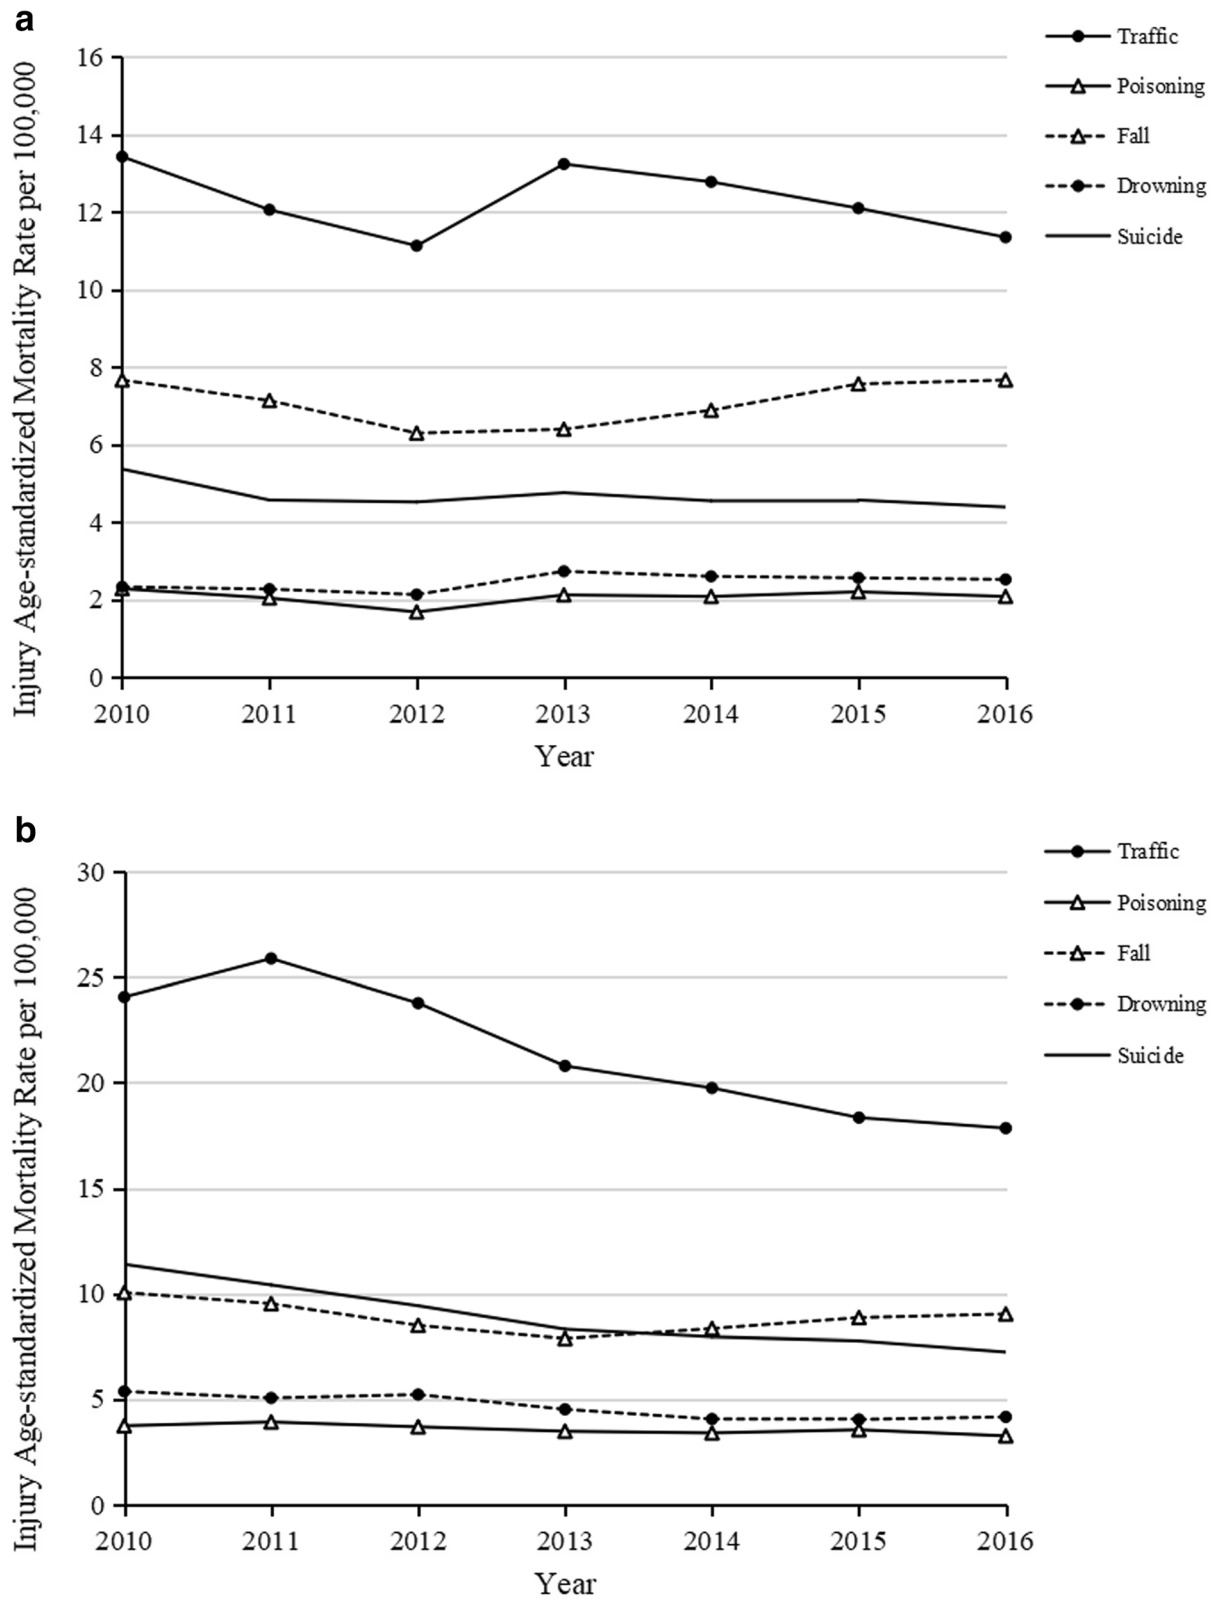 a
Injury Age-standardized Mortality Rate per 100,000
16
14
12
10
8
6
4
2
0
2010 2011 2012 2013 2014 2015 2016
Year
Traffic
Poisoning
Fall
Drowning
Suicide
b
Injury Age-standardized Mortality Rate per 100,000
30
25
20
15
10
5
0
2010 2011 2012 2013 2014 2015 2016
Year
Traffic
Poisoning
Fall
Drowning
Suicide